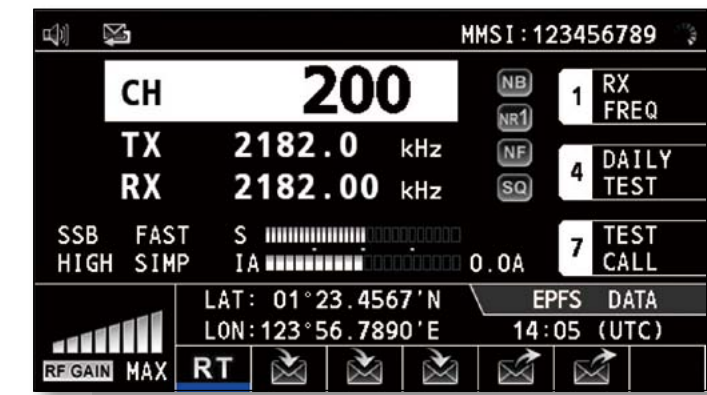 MMSI:123456789
CH 200
NB
1 RX FREQ
NR1
TX 2182.0 kHz
NF
4 DAILY TEST
RX 2182.00 kHz
SQ
SSB FAST S
7 TEST CALL
HIGH SIMP IA 0.0A
LAT: 01°23.4567'N EPFS DATA
LON:123°56.7890'E 14:05 (UTC)
RF GAIN MAX RT